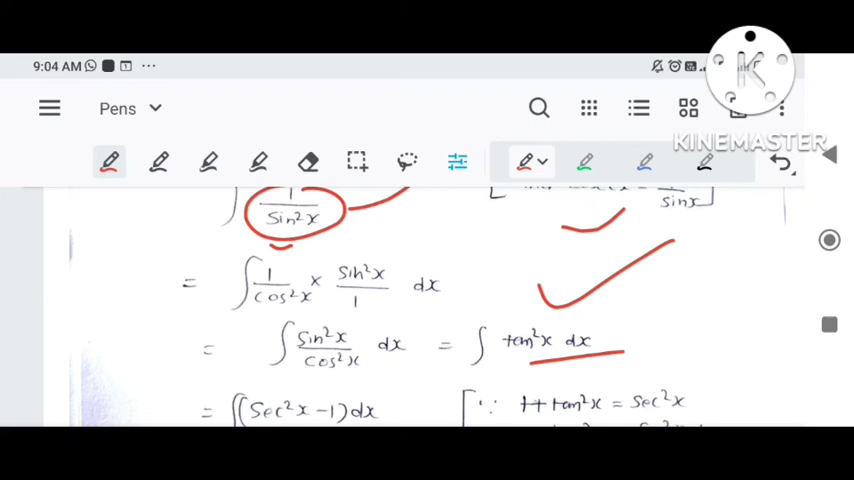 9:04 AM
Pens
KINEMASTER
∫ 1/Sin²x
sinx
= ∫ 1/cos²x × Sin²x/1 dx
= ∫ Sin²x/Cos²x dx = ∫ tan²x dx
= ∫(Sec²x-1)dx [∵ 1+tan²x = Sec²x